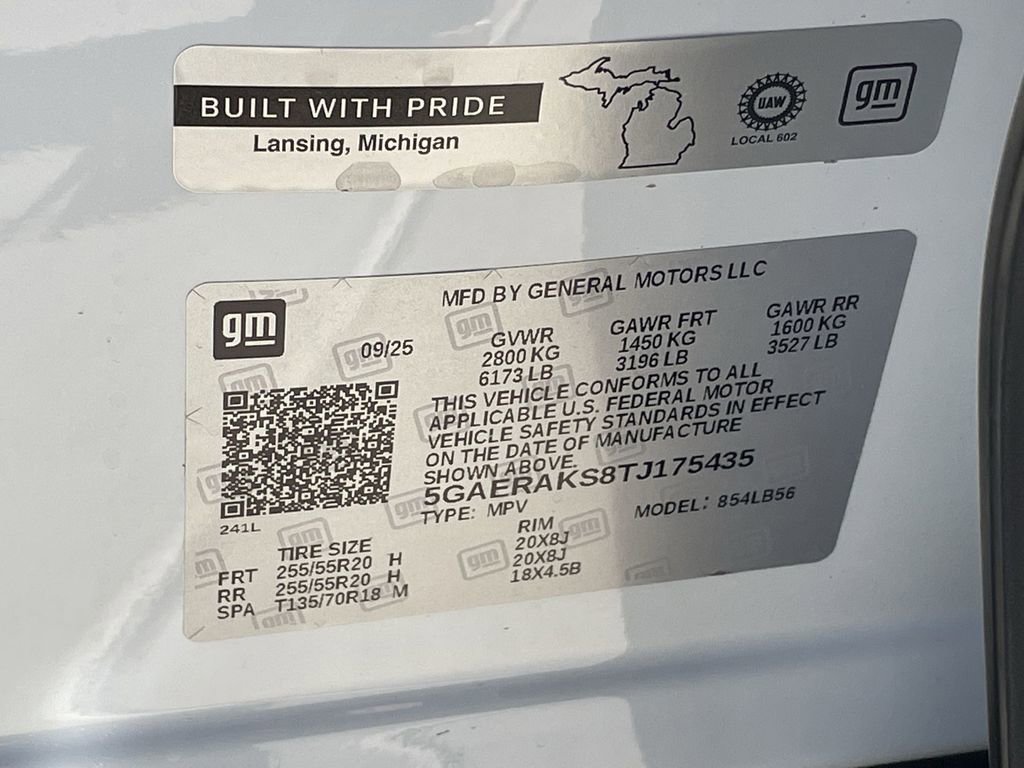 BUILT WITH PRIDE
Lansing, Michigan
UAW
LOCAL 602
gm
gm
09/25
MFD BY GENERAL MOTORS LLC
GVWR GAWR FRT GAWR RR
2800 KG 1450 KG 1600 KG
6173 LB 3196 LB 3527 LB
THIS VEHICLE CONFORMS TO ALL
APPLICABLE U.S. FEDERAL MOTOR
VEHICLE SAFETY STANDARDS IN EFFECT
ON THE DATE OF MANUFACTURE
SHOWN ABOVE.
5GAERAKS8TJ175435
TYPE: MPV MODEL: 854LB56
241L
TIRE SIZE RIM
FRT 255/55R20 H 20X8J
RR 255/55R20 H 20X8J
SPA T135/70R18 M 18X4.5B